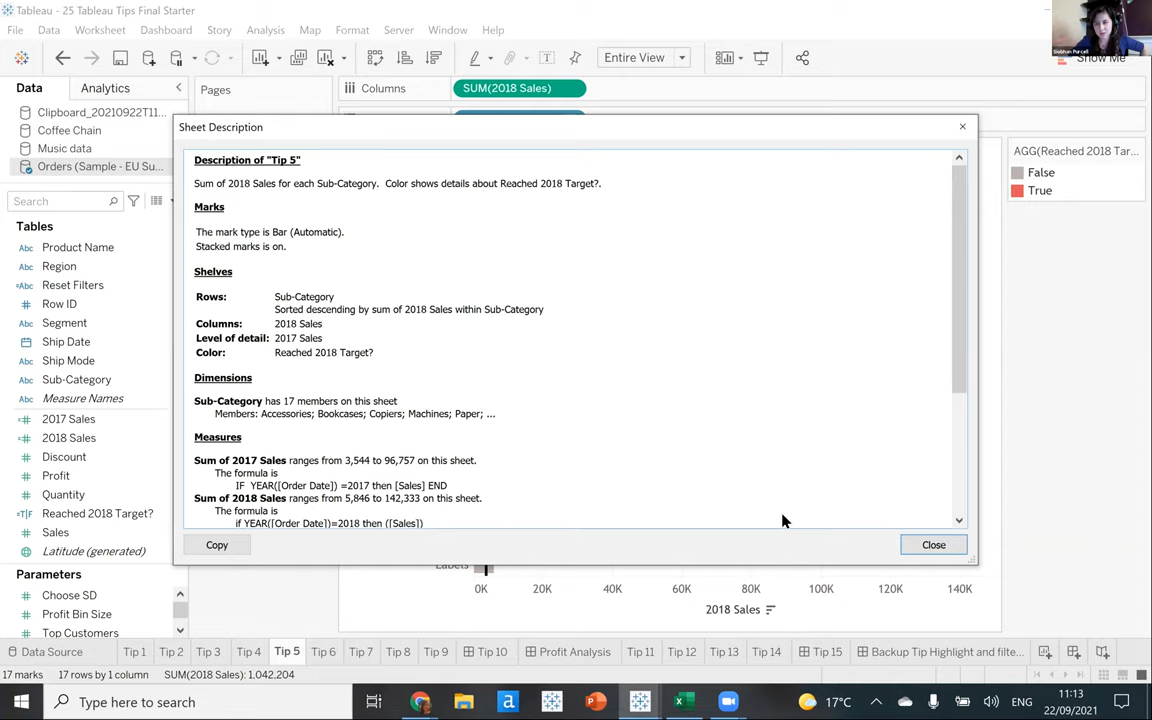 Tableau - 25 Tableau Tips Final Starter
File Data Worksheet Dashboard Story Analysis Map Format Server Window Help
Entire View
Show Me
Siobhan Purcell
Data Analytics
Pages
Columns
SUM(2018 Sales)
Clipboard_20210922T11...
Coffee Chain
Music data
Orders (Sample - EU Su...
Search
Tables
Product Name
Region
Reset Filters
Row ID
Segment
Ship Date
Ship Mode
Sub-Category
Measure Names
2017 Sales
2018 Sales
Discount
Profit
Quantity
Reached 2018 Target?
Sales
Latitude (generated)
Parameters
Choose SD
Profit Bin Size
Top Customers
Sheet Description
Description of "Tip 5"
Sum of 2018 Sales for each Sub-Category. Color shows details about Reached 2018 Target?.
Marks
The mark type is Bar (Automatic).
Stacked marks is on.
Shelves
Rows: Sub-Category
Sorted descending by sum of 2018 Sales within Sub-Category
Columns: 2018 Sales
Level of detail: 2017 Sales
Color: Reached 2018 Target?
Dimensions
Sub-Category has 17 members on this sheet
Members: Accessories; Bookcases; Copiers; Machines; Paper; ...
Measures
Sum of 2017 Sales ranges from 3,544 to 96,757 on this sheet.
The formula is
IF YEAR([Order Date]) =2017 then [Sales] END
Sum of 2018 Sales ranges from 5,846 to 142,333 on this sheet.
The formula is
if YEAR([Order Date])=2018 then ([Sales])
Copy
Close
AGG(Reached 2018 Tar...
False
True
Labels
0K 20K 40K 60K 80K 100K 120K 140K
2018 Sales
Data Source Tip 1 Tip 2 Tip 3 Tip 4 Tip 5 Tip 6 Tip 7 Tip 8 Tip 9 Tip 10 Profit Analysis Tip 11 Tip 12 Tip 13 Tip 14 Tip 15 Backup Tip Highlight and filte...
17 marks 17 rows by 1 column SUM(2018 Sales): 1,042,204
Type here to search
17°C
ENG
11:13
22/09/2021